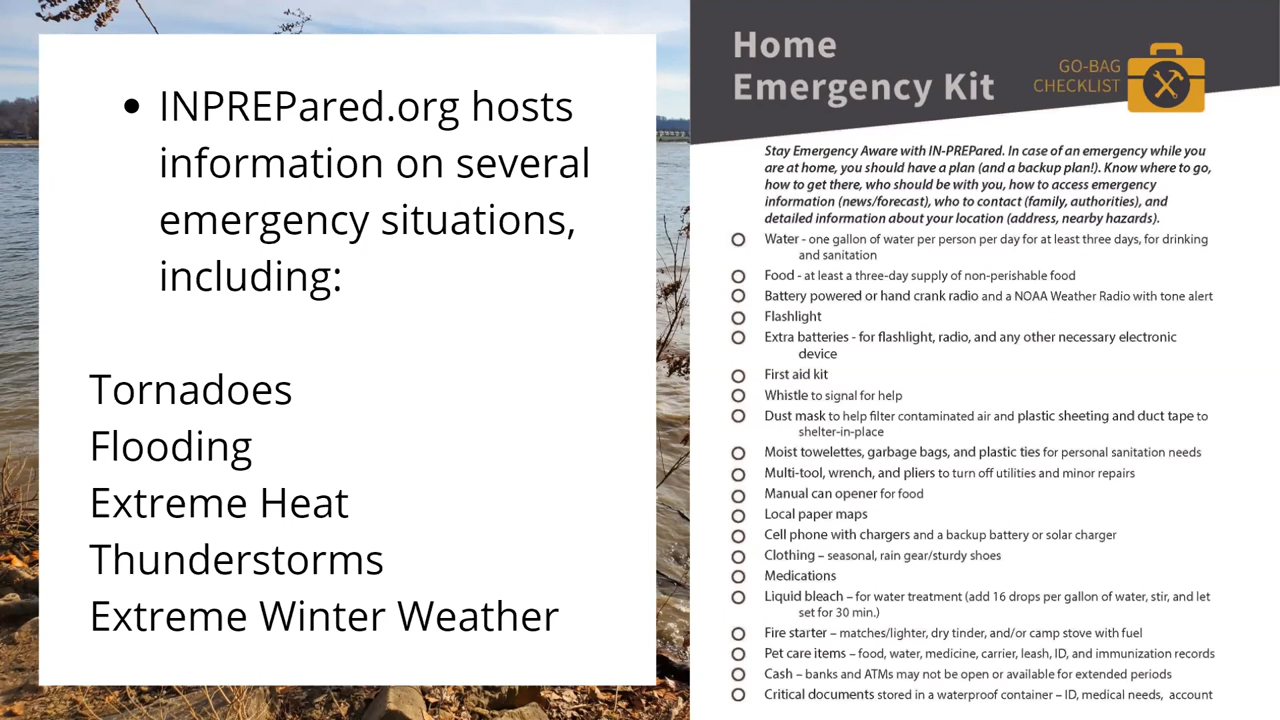 • INPREPared.org hosts
information on several
emergency situations,
including:
Tornadoes
Flooding
Extreme Heat
Thunderstorms
Extreme Winter Weather
Home
Emergency Kit
GO-BAG
CHECKLIST
Stay Emergency Aware with IN-PREPared. In case of an emergency while you
are at home, you should have a plan (and a backup plan!). Know where to go,
how to get there, who should be with you, how to access emergency
information (news/forecast), who to contact (family, authorities), and
detailed information about your location (address, nearby hazards).
Water - one gallon of water per person per day for at least three days, for drinking
and sanitation
Food - at least a three-day supply of non-perishable food
Battery powered or hand crank radio and a NOAA Weather Radio with tone alert
Flashlight
Extra batteries - for flashlight, radio, and any other necessary electronic
device
First aid kit
Whistle to signal for help
Dust mask to help filter contaminated air and plastic sheeting and duct tape to
shelter-in-place
Moist towelettes, garbage bags, and plastic ties for personal sanitation needs
Multi-tool, wrench, and pliers to turn off utilities and minor repairs
Manual can opener for food
Local paper maps
Cell phone with chargers and a backup battery or solar charger
Clothing – seasonal, rain gear/sturdy shoes
Medications
Liquid bleach – for water treatment (add 16 drops per gallon of water, stir, and let
set for 30 min.)
Fire starter – matches/lighter, dry tinder, and/or camp stove with fuel
Pet care items – food, water, medicine, carrier, leash, ID, and immunization records
Cash – banks and ATMs may not be open or available for extended periods
Critical documents stored in a waterproof container – ID, medical needs, account